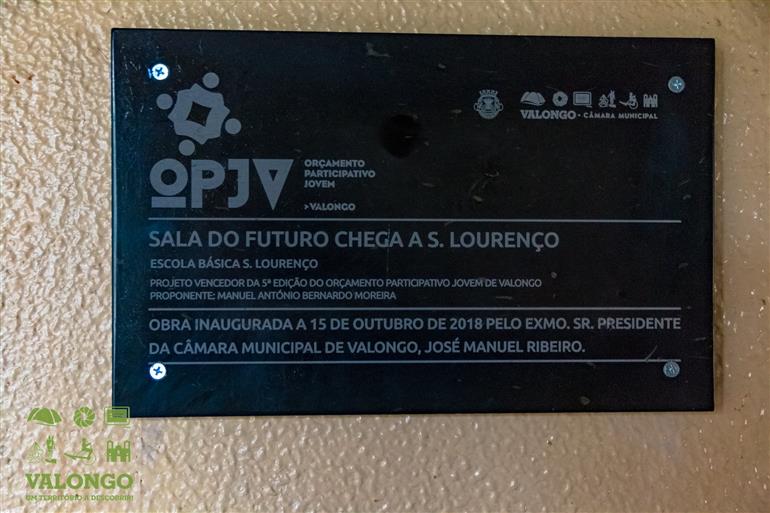 OPJV
ORÇAMENTO
PARTICIPATIVO
JOVEM
>VALONGO
VALONGO • CÂMARA MUNICIPAL
SALA DO FUTURO CHEGA A S. LOURENÇO
ESCOLA BÁSICA S. LOURENÇO
PROJETO VENCEDOR DA 5ª EDIÇÃO DO ORÇAMENTO PARTICIPATIVO JOVEM DE VALONGO
PROPONENTE: MANUEL ANTÓNIO BERNARDO MOREIRA
OBRA INAUGURADA A 15 DE OUTUBRO DE 2018 PELO EXMO. SR. PRESIDENTE
DA CÂMARA MUNICIPAL DE VALONGO, JOSÉ MANUEL RIBEIRO.
VALONGO
UM TERRITÓRIO A DESCOBRIR!